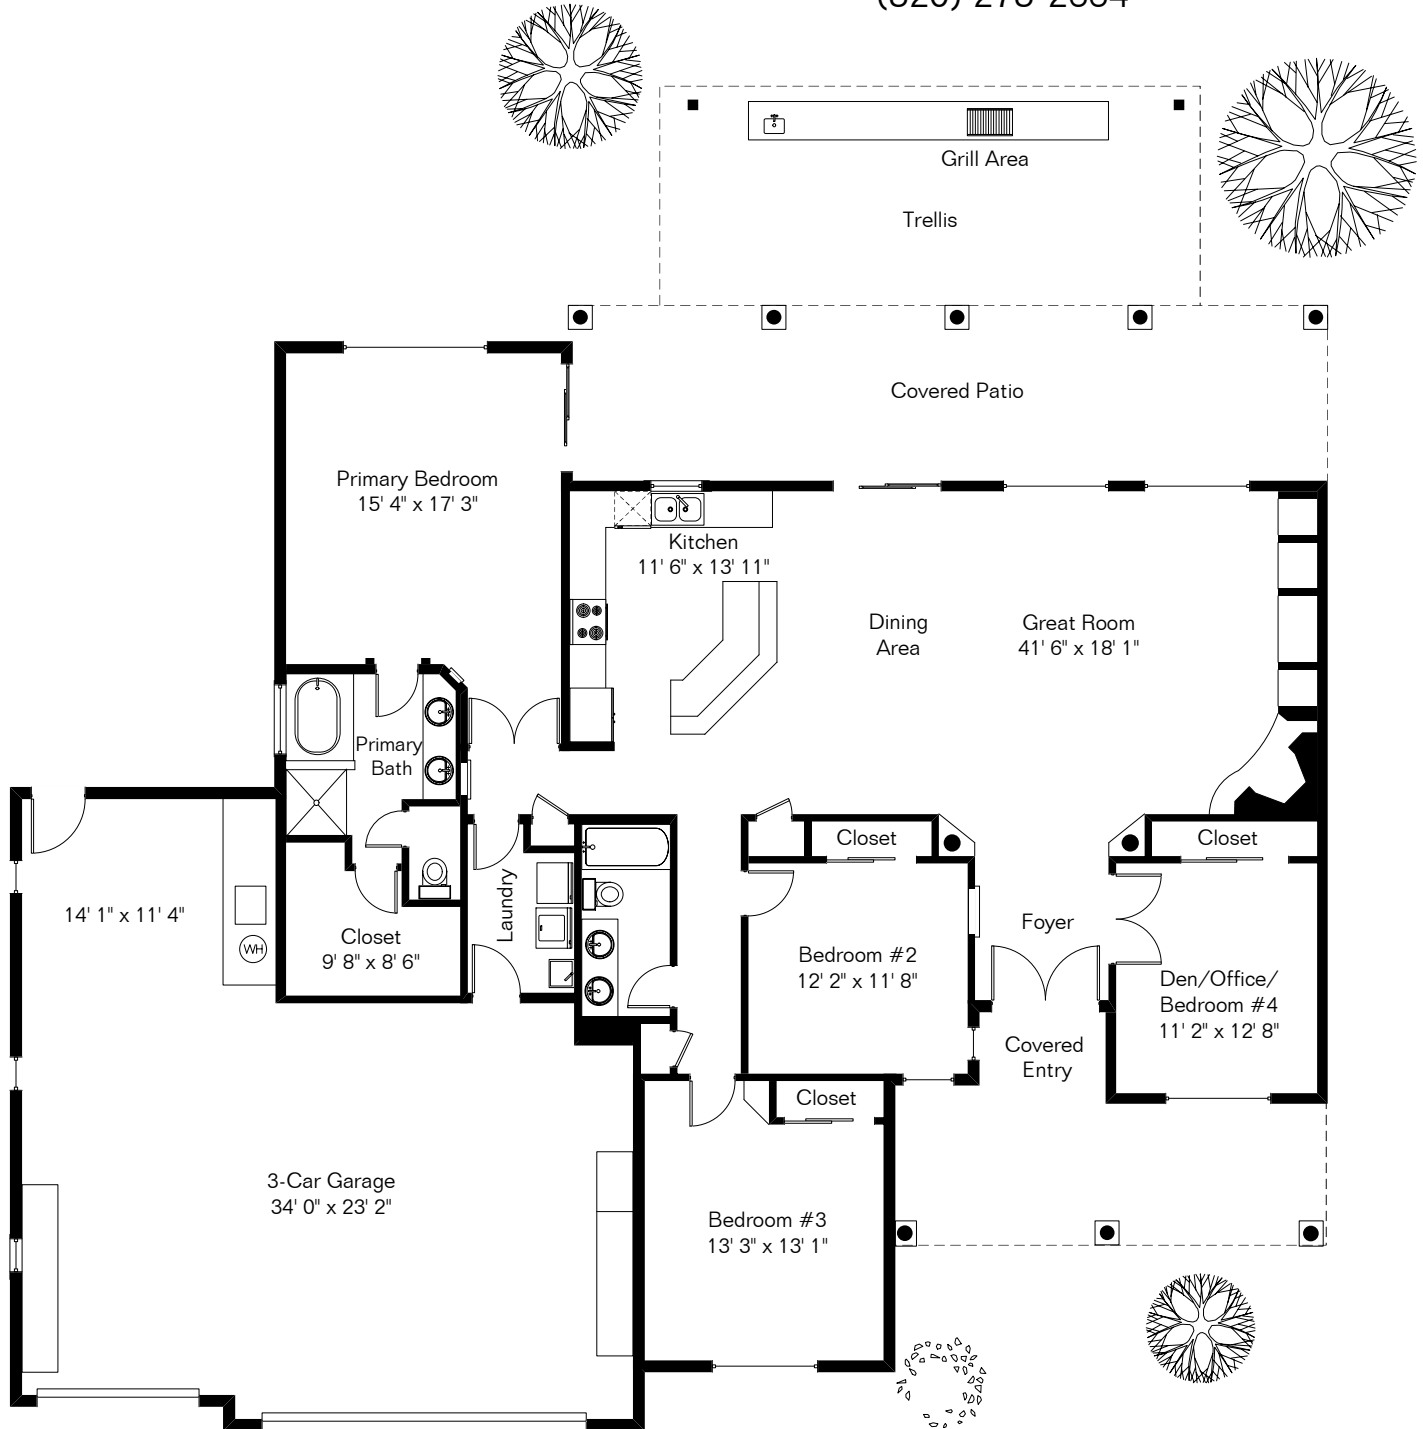 Grill Area
Trellis
Covered Patio
Primary Bedroom
15' 4" x 17' 3"
Kitchen
11' 6" x 13' 11"
Dining
Area
Great Room
41' 6" x 18' 1"
Primary
Bath
Closet
Closet
Laundry
14' 1" x 11' 4"
WH
Closet
9' 8" x 8' 6"
Foyer
Bedroom #2
12' 2" x 11' 8"
Den/Office/
Bedroom #4
11' 2" x 12' 8"
Covered
Entry
Closet
3-Car Garage
34' 0" x 23' 2"
Bedroom #3
13' 3" x 13' 1"